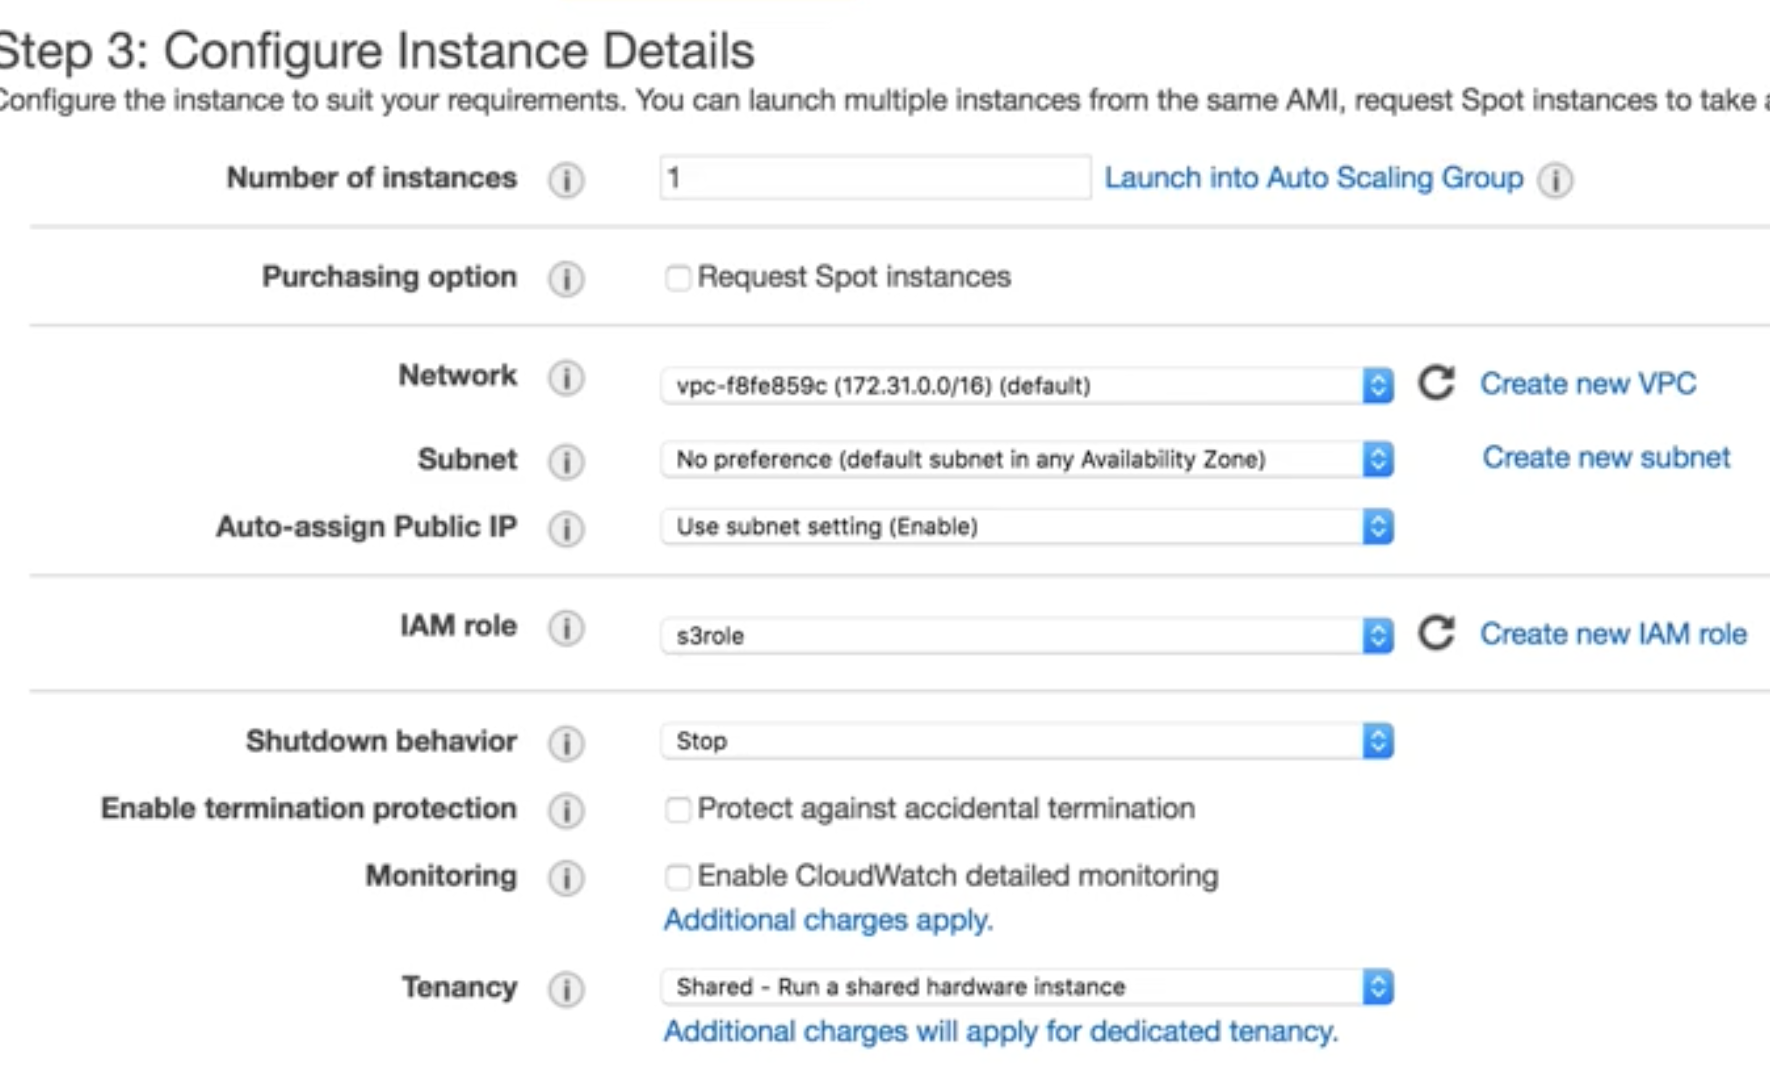 Step 3: Configure Instance Details
Configure the instance to suit your requirements. You can launch multiple instances from the same AMI, request Spot instances to take a
Number of instances 1 Launch into Auto Scaling Group
Purchasing option Request Spot instances
Network vpc-f8fe859c (172.31.0.0/16) (default) Create new VPC
Subnet No preference (default subnet in any Availability Zone) Create new subnet
Auto-assign Public IP Use subnet setting (Enable)
IAM role s3role Create new IAM role
Shutdown behavior Stop
Enable termination protection Protect against accidental termination
Monitoring Enable CloudWatch detailed monitoring
Additional charges apply.
Tenancy Shared - Run a shared hardware instance
Additional charges will apply for dedicated tenancy.